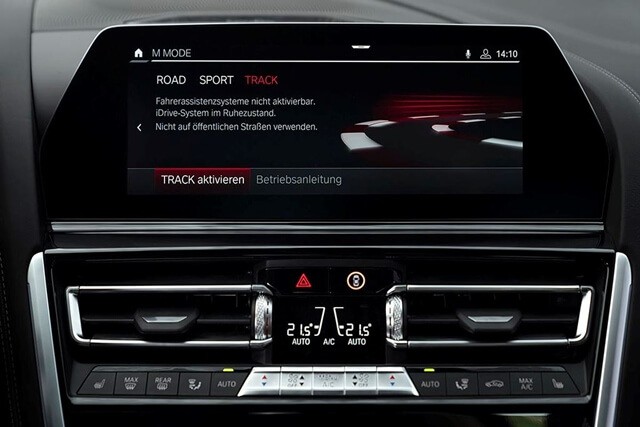 M MODE
14:10
ROAD SPORT TRACK
Fahrerassistenzsysteme nicht aktivierbar.
iDrive-System im Ruhezustand.
Nicht auf öffentlichen Straßen verwenden.
TRACK aktivieren Betriebsanleitung
21.5 21.5
AUTO A/C AUTO
MAX REAR AUTO AUTO MAX A/C